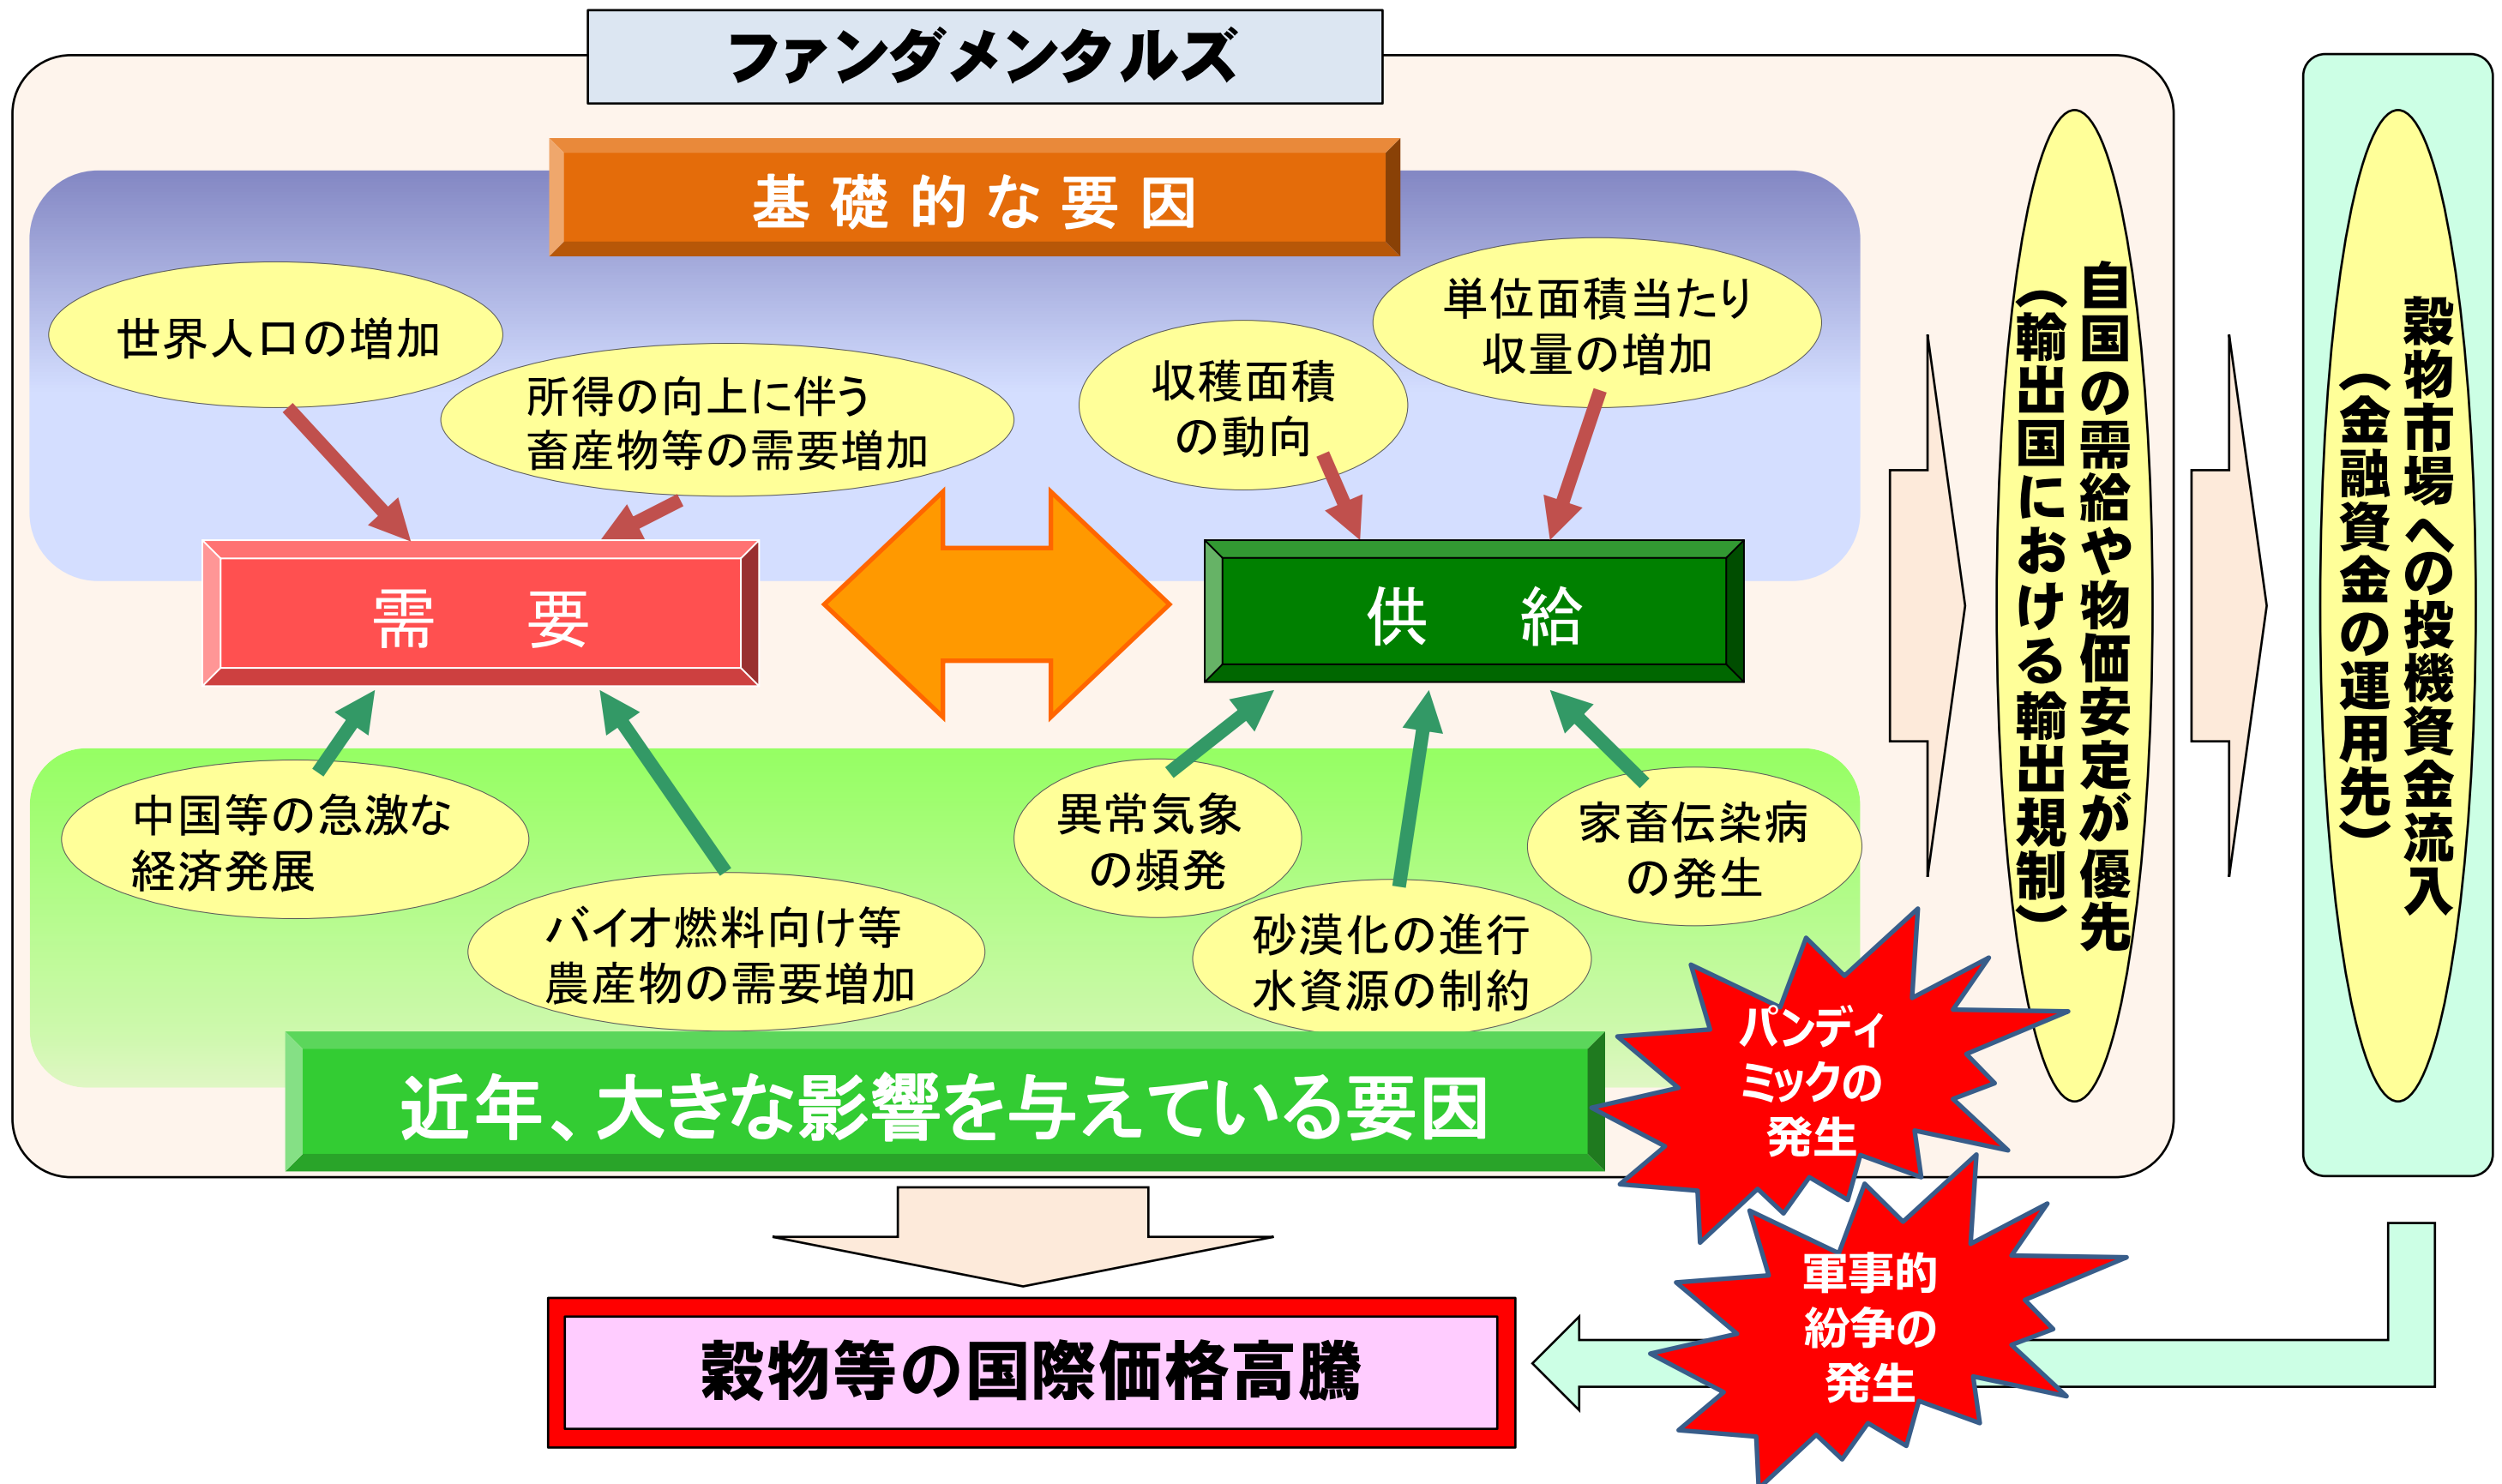 ファンダメンタルズ
基礎的な要因
世界人口の増加
所得の向上に伴う
畜産物等の需要増加
収穫面積
の動向
単位面積当たり
収量の増加
需　要
供　給
中国等の急激な
経済発展
バイオ燃料向け等
農産物の需要増加
異常気象
の頻発
砂漠化の進行
水資源の制約
家畜伝染病
の発生
近年、大きな影響を与えている要因
自国の需給や物価安定が優先
（輸出国における輸出規制）
穀物市場への投機資金流入
（金融資金の運用先）
パンディ
ミックの
発生
軍事的
紛争の
発生
穀物等の国際価格高騰